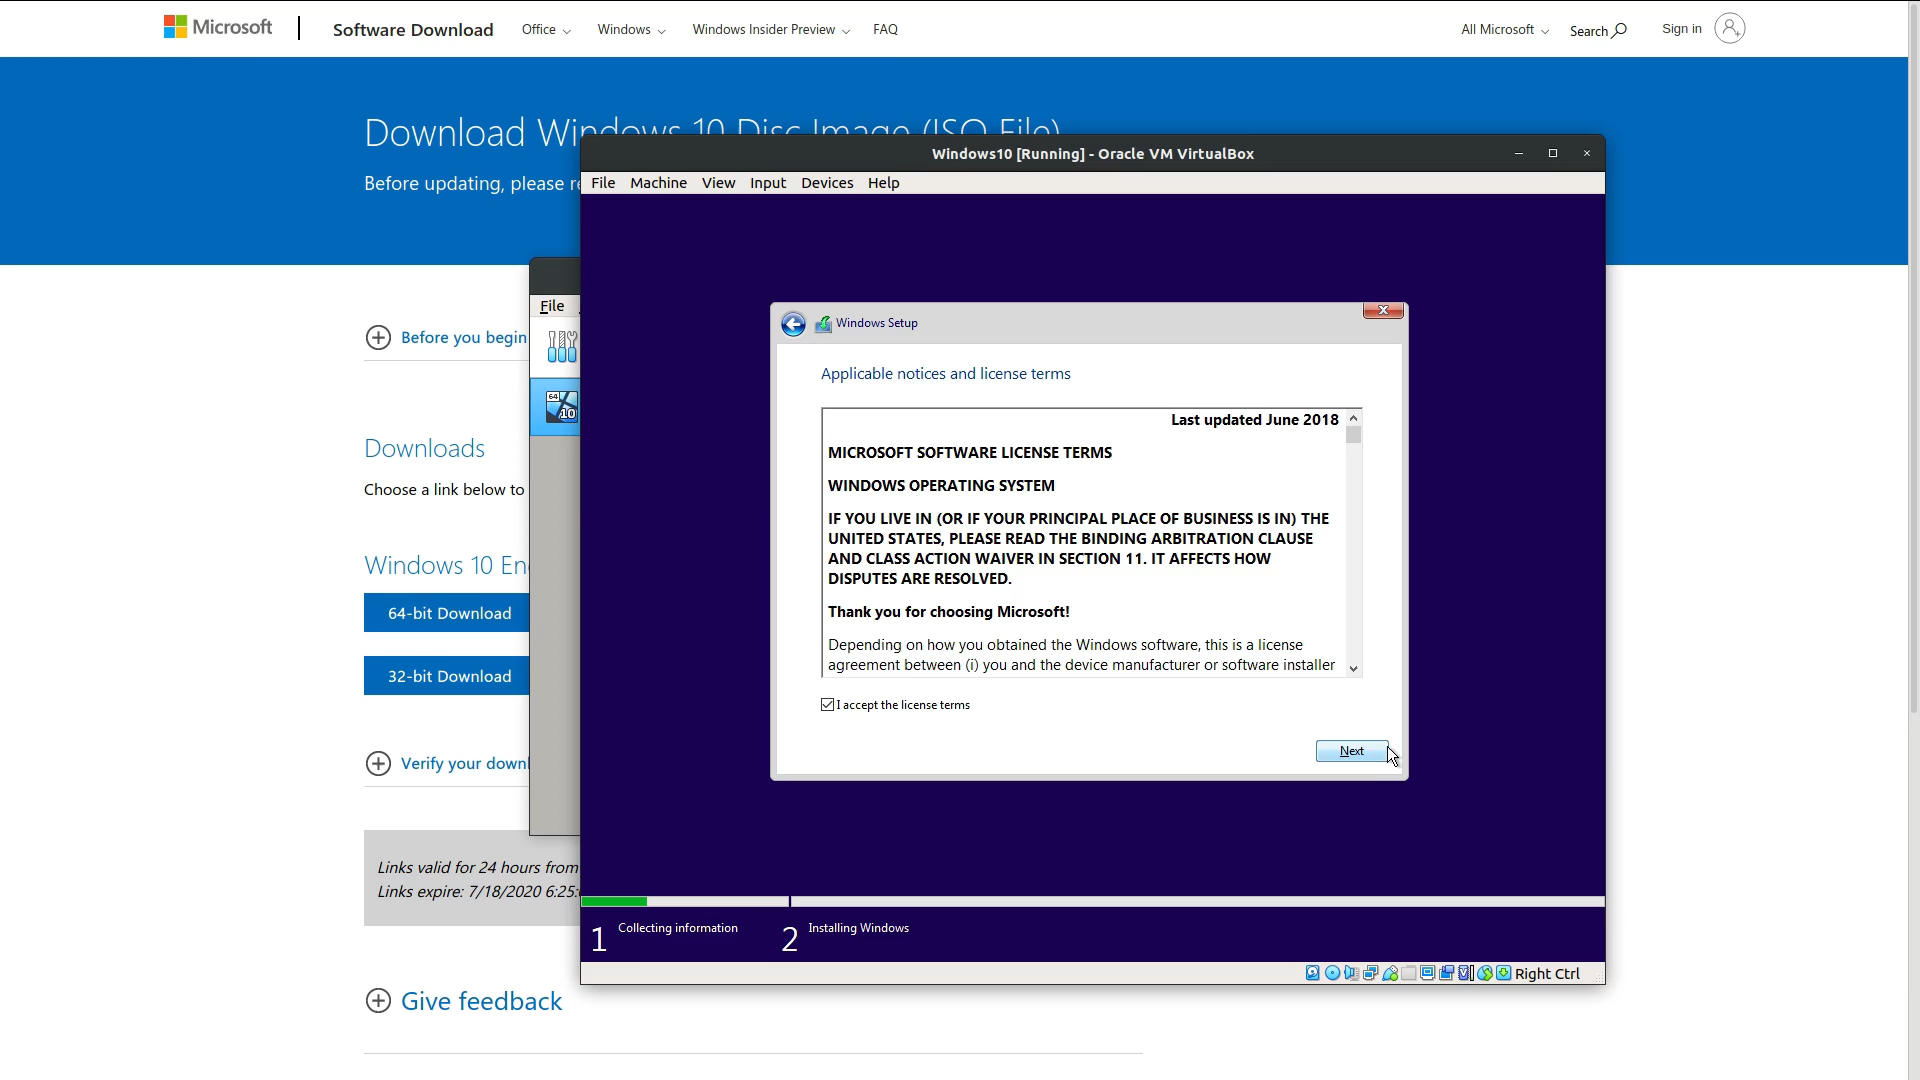 Microsoft
Software Download
Office
Windows
Windows Insider Preview
FAQ
All Microsoft
Search
Sign in
Download Windows 10 Disc Image (ISO File)
Before updating, please
Windows10 [Running] - Oracle VM VirtualBox
File Machine View Input Devices Help
File
Before you begin
64
10
Downloads
Choose a link below to
Windows 10
64-bit Download
32-bit Download
Verify your
Links valid for 24 hours from
Links expire: 7/18/2020 6:25:
Give feedback
Windows Setup
Applicable notices and license terms
Last updated June 2018
MICROSOFT SOFTWARE LICENSE TERMS
WINDOWS OPERATING SYSTEM
IF YOU LIVE IN (OR IF YOUR PRINCIPAL PLACE OF BUSINESS IS IN) THE
UNITED STATES, PLEASE READ THE BINDING ARBITRATION CLAUSE
AND CLASS ACTION WAIVER IN SECTION 11. IT AFFECTS HOW
DISPUTES ARE RESOLVED.
Thank you for choosing Microsoft!
Depending on how you obtained the Windows software, this is a license
agreement between (i) you and the device manufacturer or software installer
I accept the license terms
Next
1 Collecting information
2 Installing Windows
Right Ctrl